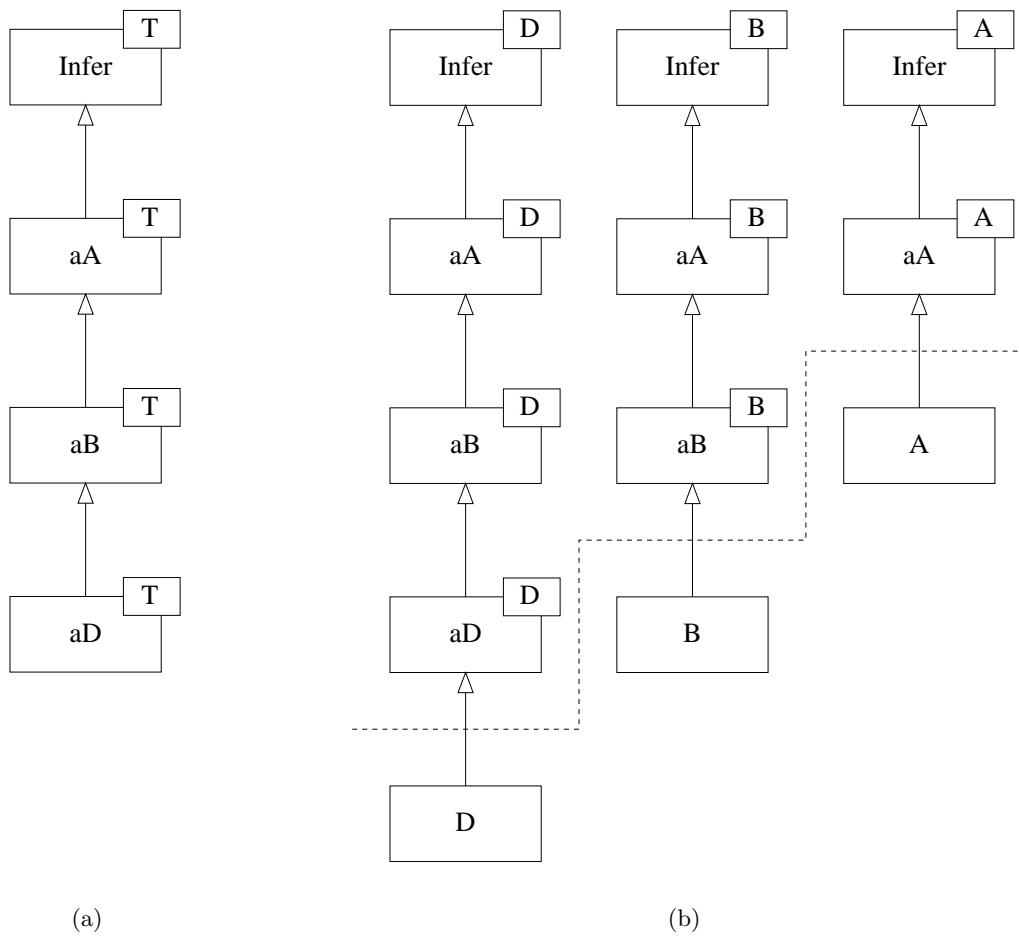 T D B A
Infer Infer Infer Infer
T D B A
aA aA aA aA
T D B
aB aB aB A
T D
aD aD B
D
(a) (b)